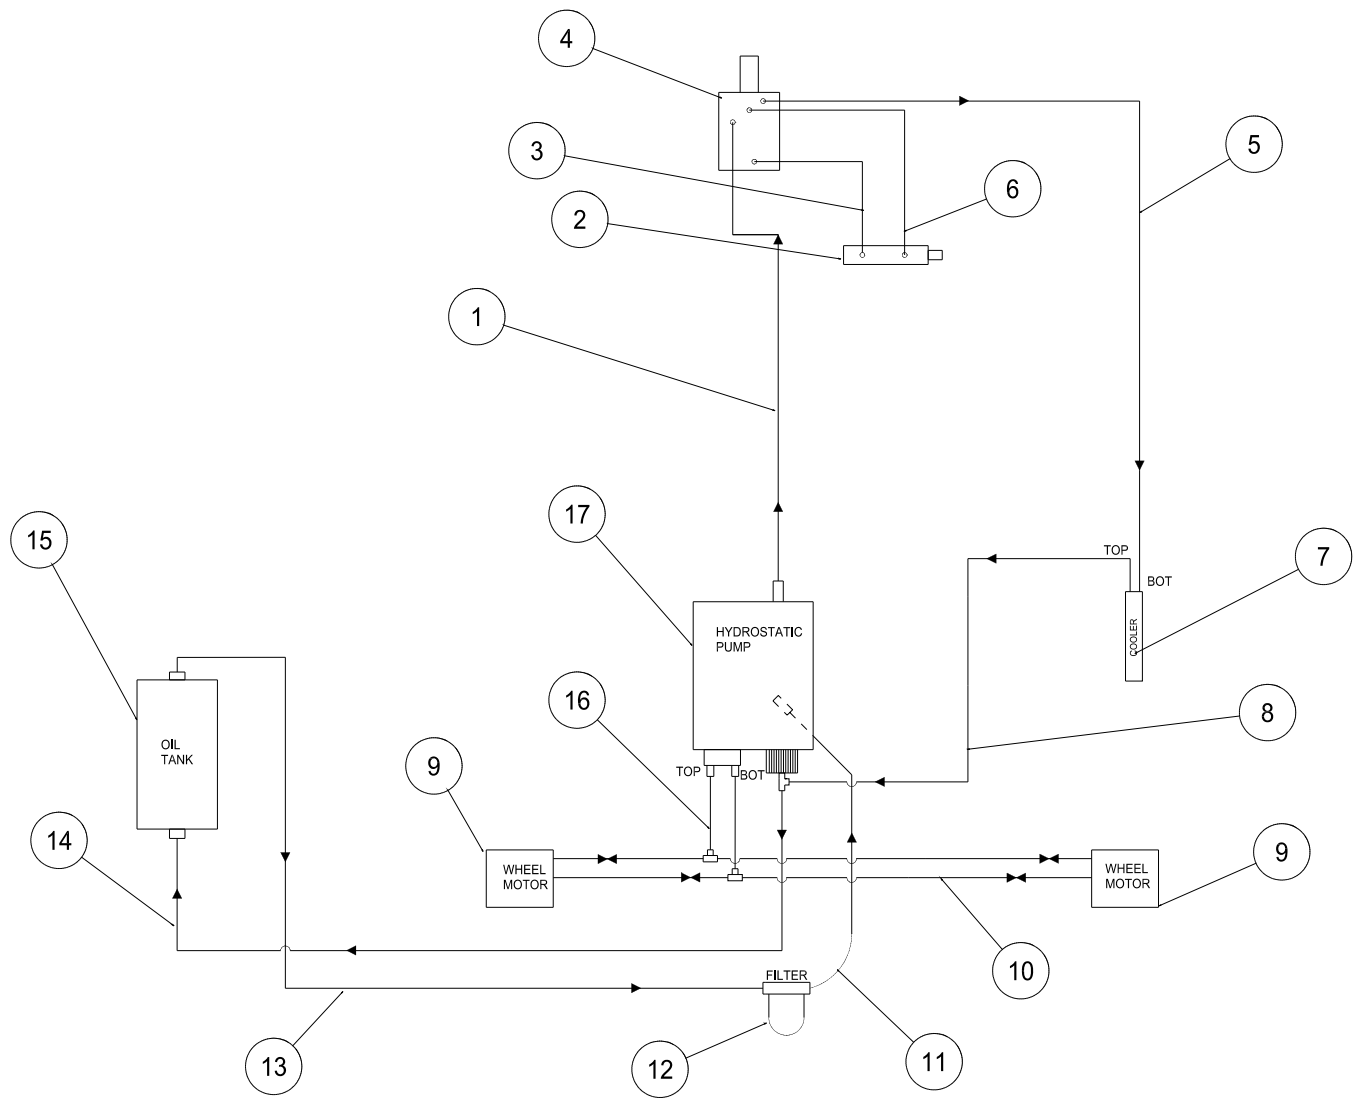 4
3
5
6
2
1
17
15
TOP
7
BOT
COOLER
HYDROSTATIC
PUMP
16
8
OIL
TANK
9
TOP
BOT
14
WHEEL
MOTOR
WHEEL
MOTOR
9
10
FILTER
13
12
11